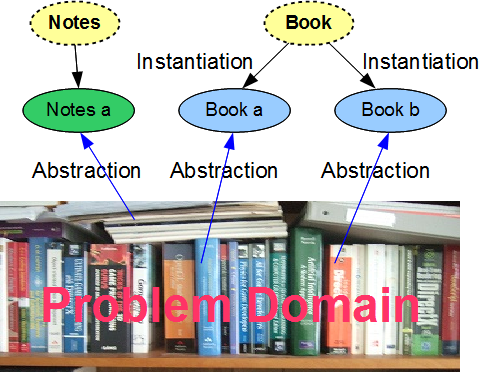 Notes
Book
Instantiation
Instantiation
Notes a
Book a
Book b
Abstraction
Abstraction
Abstraction
Problem Domain